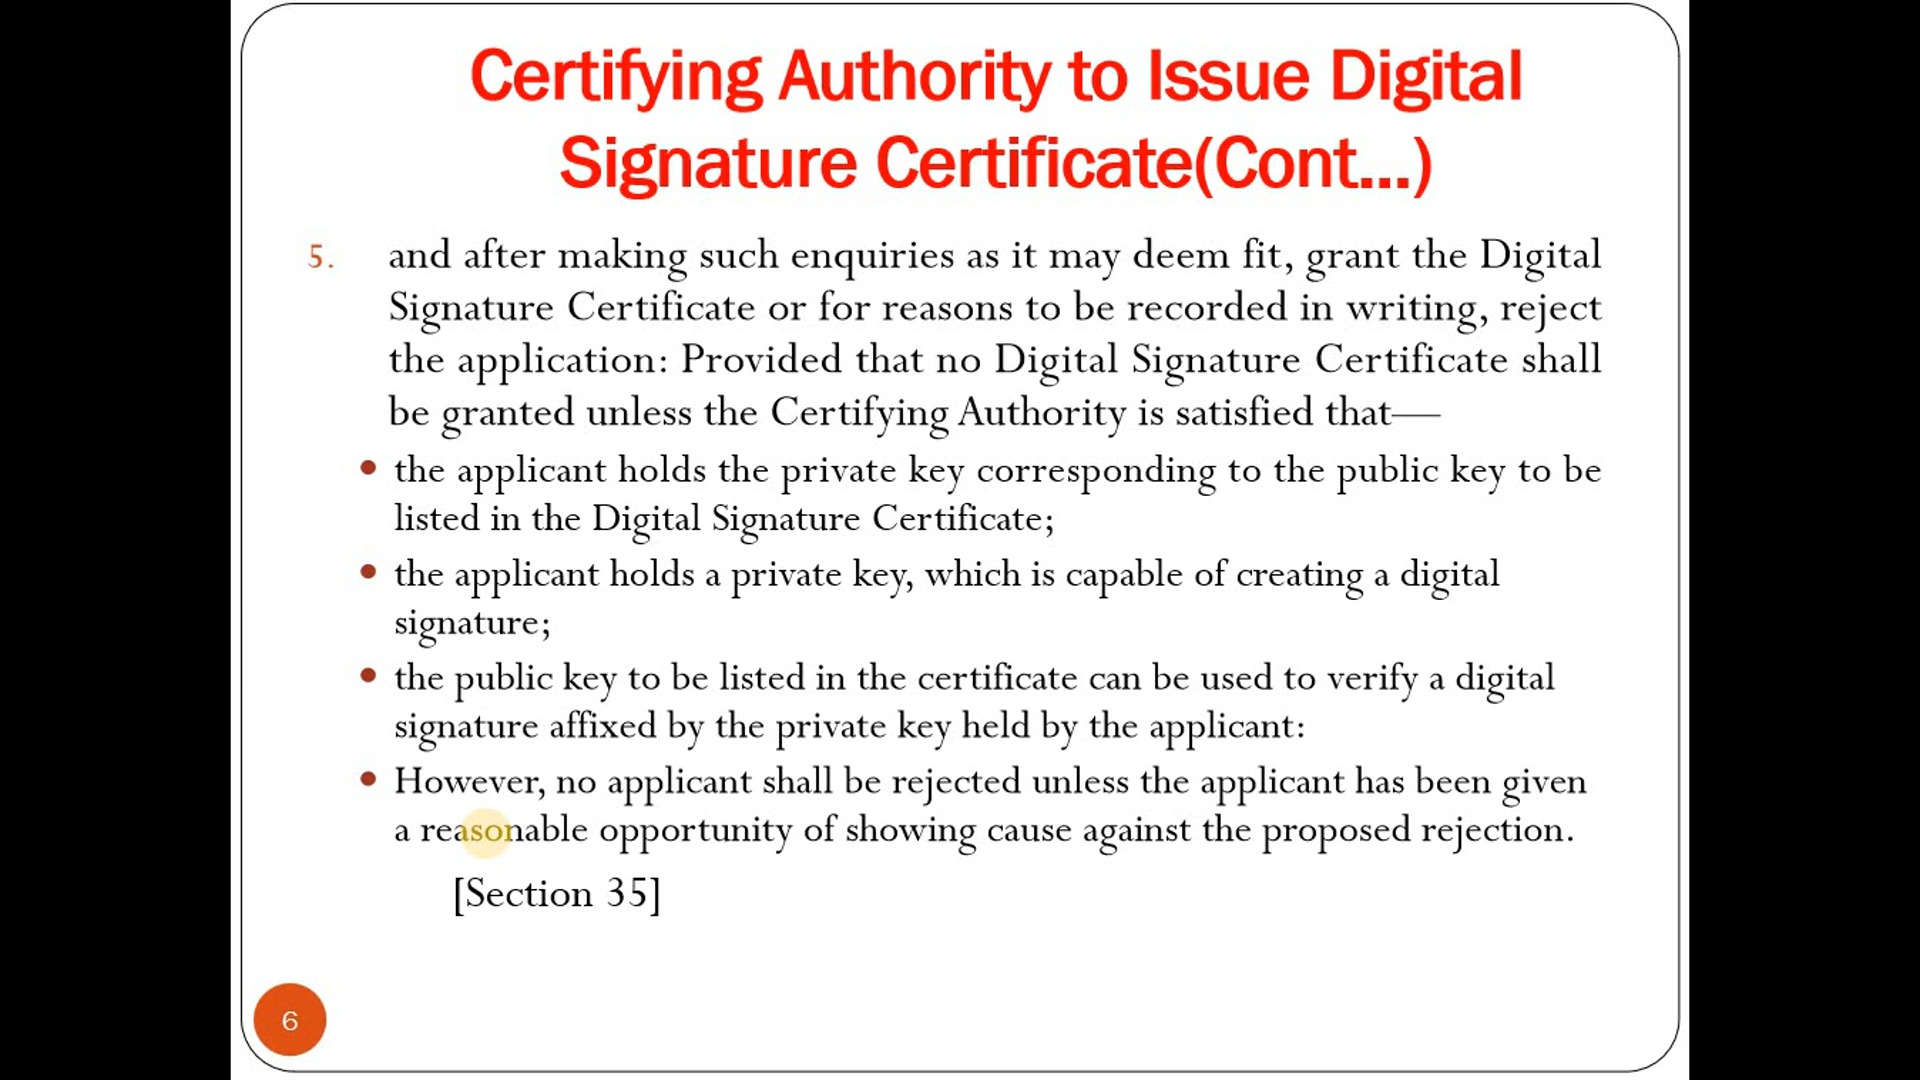 Certifying Authority to Issue Digital
Signature Certificate(Cont...)
5. and after making such enquiries as it may deem fit, grant the Digital
Signature Certificate or for reasons to be recorded in writing, reject
the application: Provided that no Digital Signature Certificate shall
be granted unless the Certifying Authority is satisfied that—
• the applicant holds the private key corresponding to the public key to be
listed in the Digital Signature Certificate;
• the applicant holds a private key, which is capable of creating a digital
signature;
• the public key to be listed in the certificate can be used to verify a digital
signature affixed by the private key held by the applicant:
• However, no applicant shall be rejected unless the applicant has been given
a reasonable opportunity of showing cause against the proposed rejection.
[Section 35]
6